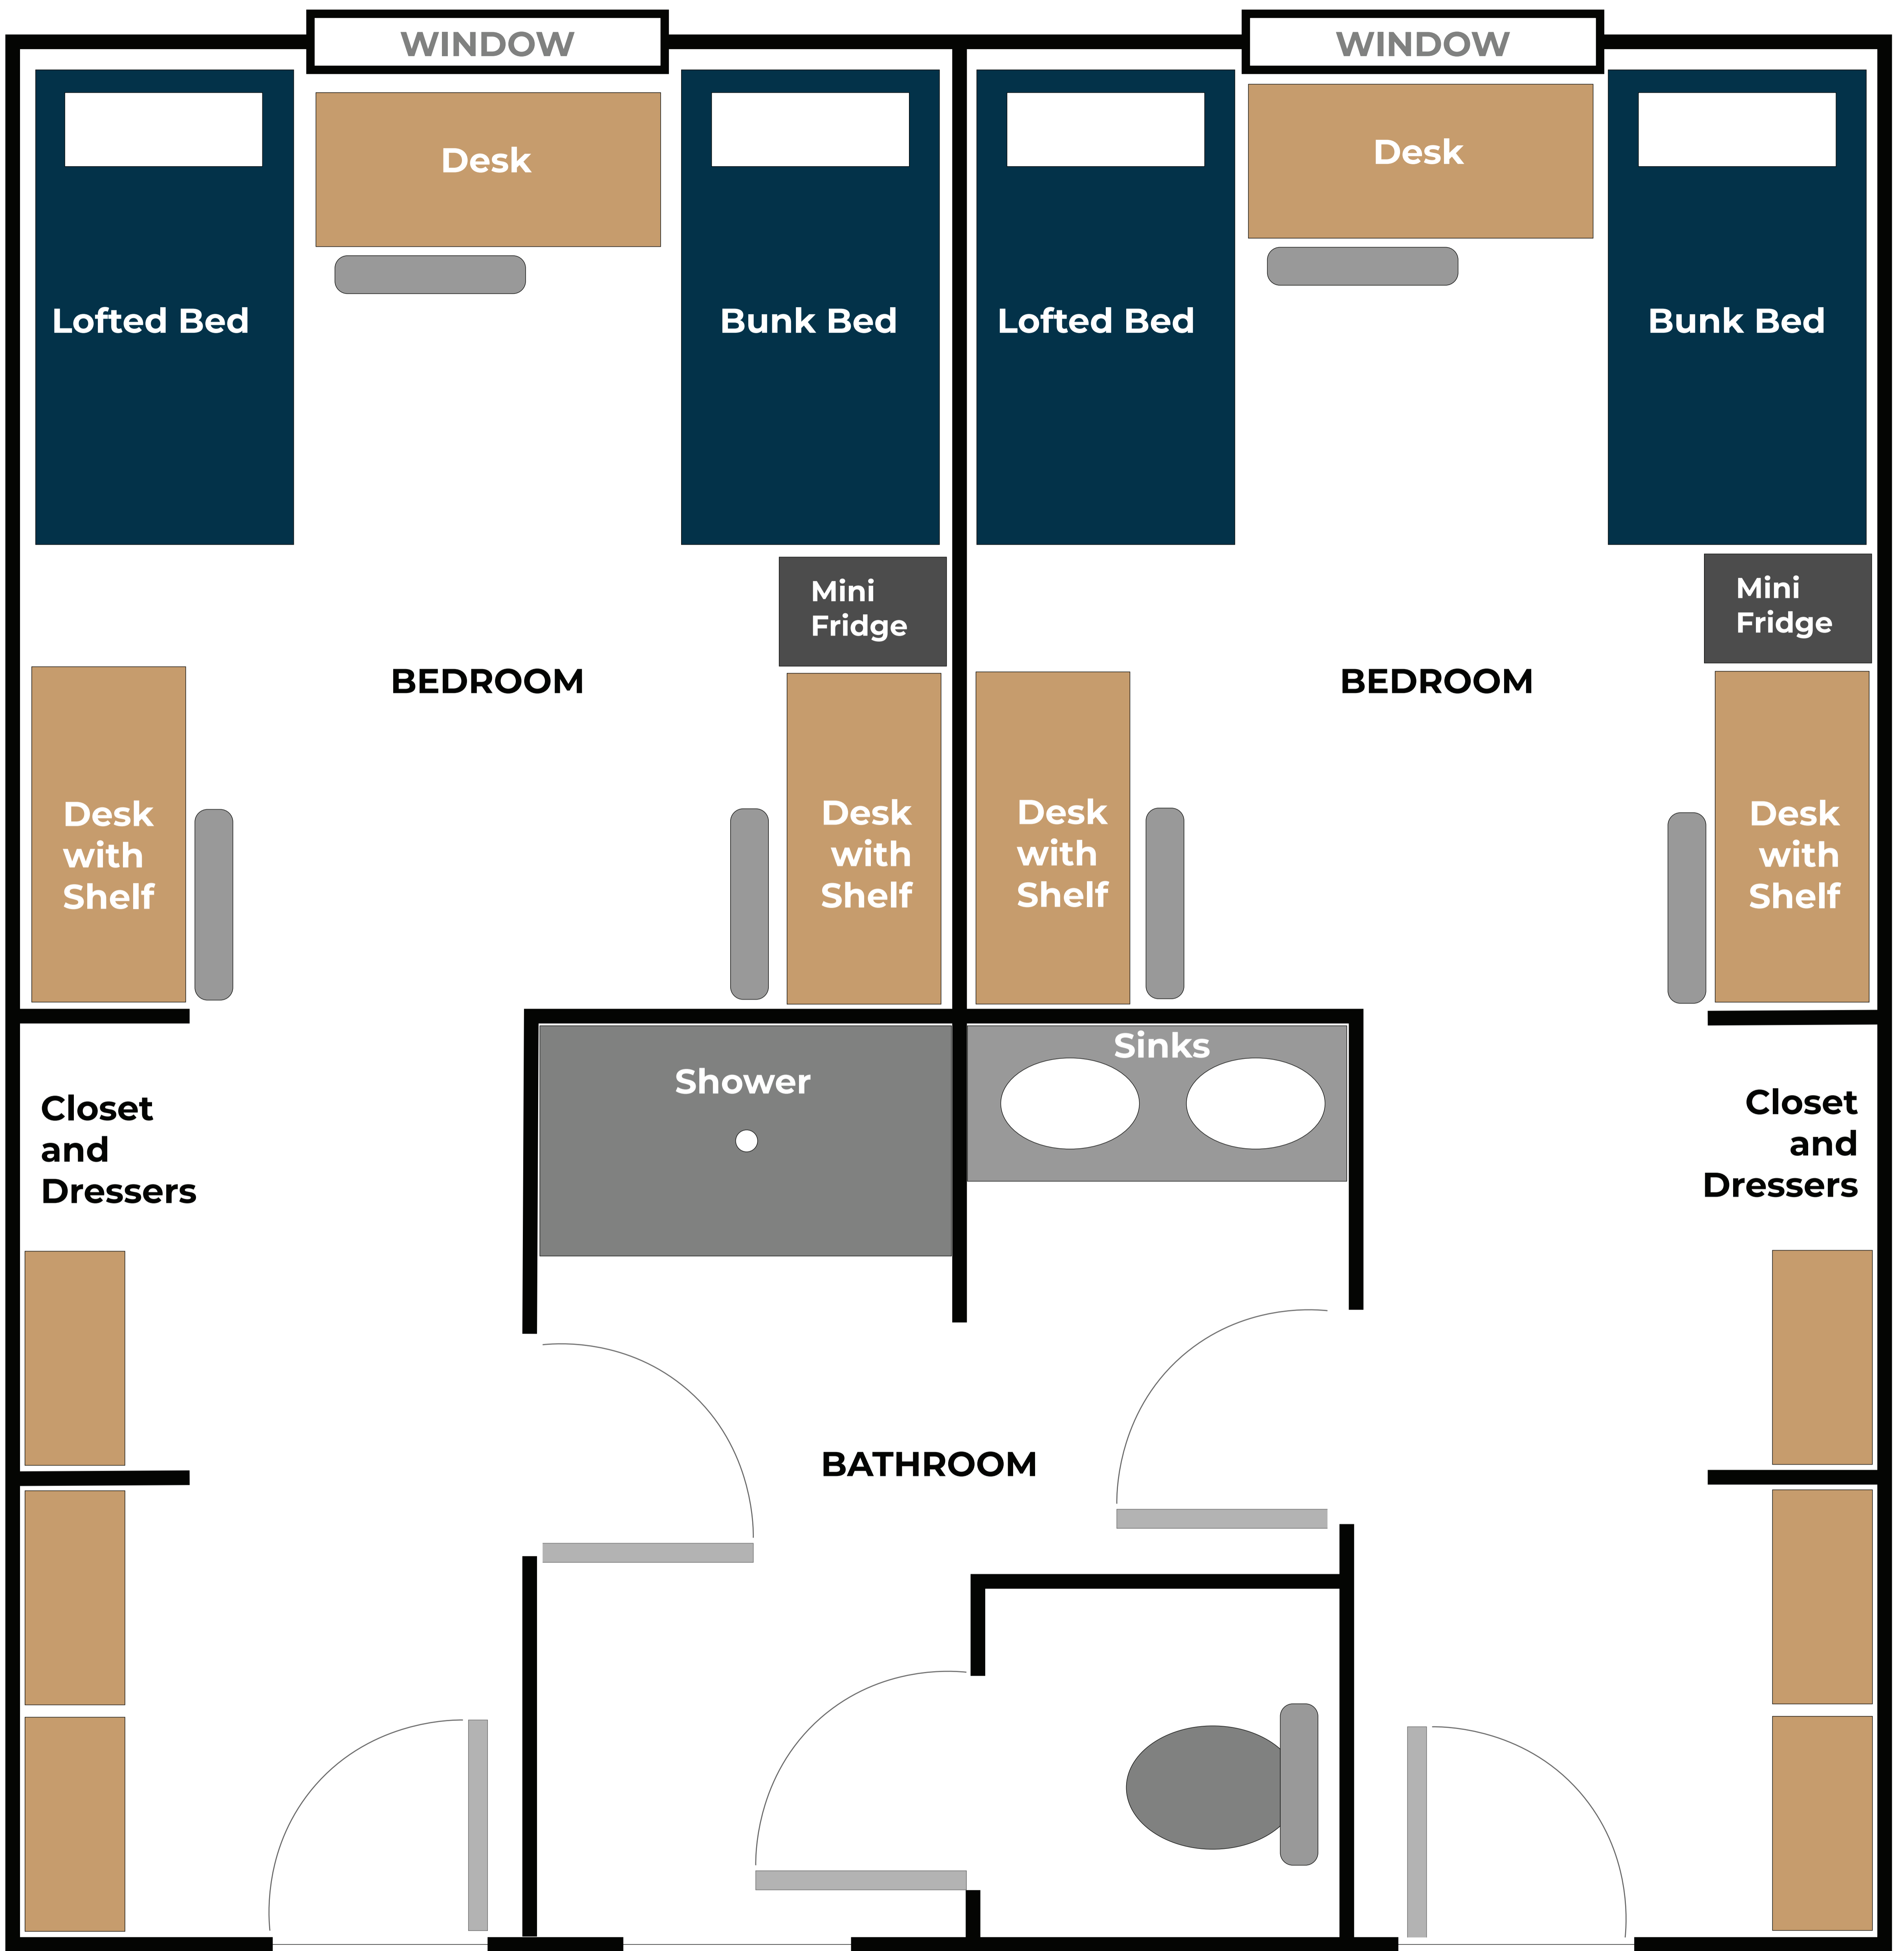 WINDOW
WINDOW
Desk
Desk
Lofted Bed
Bunk Bed
Lofted Bed
Bunk Bed
Mini
Fridge
Mini
Fridge
BEDROOM
BEDROOM
Desk
with
Shelf
Desk
with
Shelf
Desk
with
Shelf
Desk
with
Shelf
Shower
Sinks
Closet
and
Dressers
Closet
and
Dressers
BATHROOM